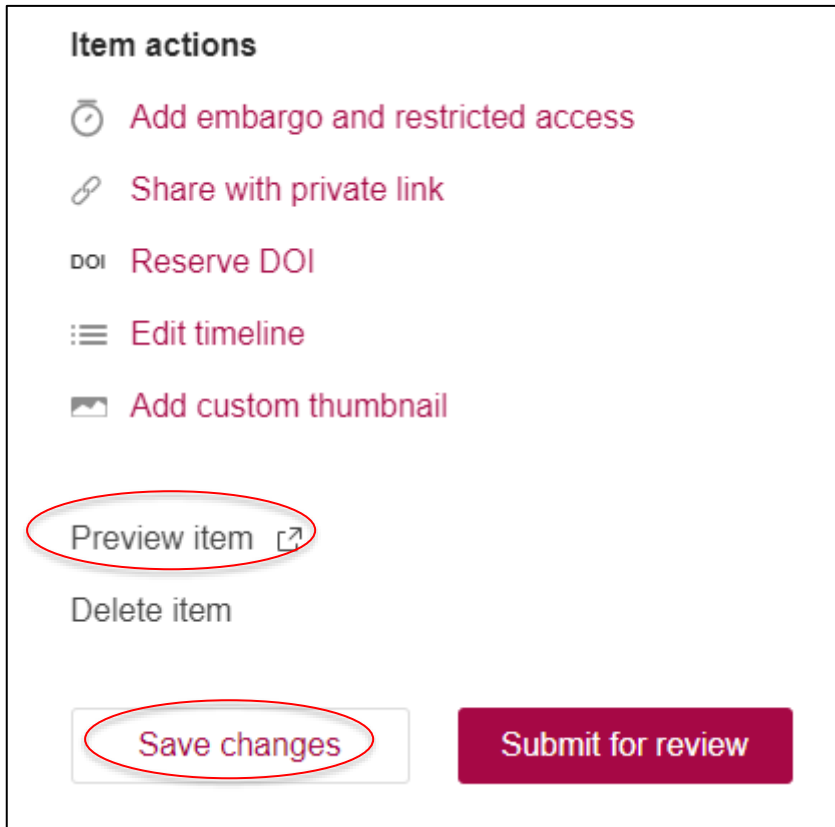 Item actions
Add embargo and restricted access
Share with private link
DOI Reserve DOI
Edit timeline
Add custom thumbnail
Preview item
Delete item
Save changes Submit for review